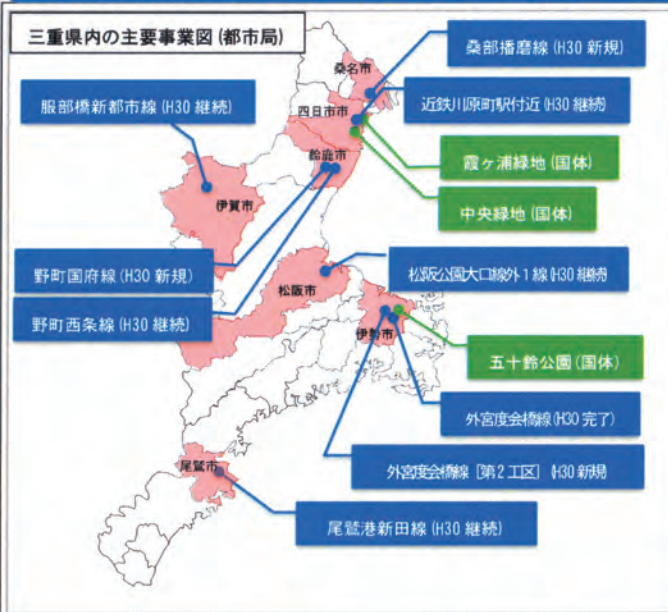 三重県内の主要事業図(都市局)
桑部播磨線(H30 新規)
桑名市
服部橋新都市線(H30 継続)
近鉄川原町駅付近(H30 継続)
四日市市
霞ヶ浦緑地(国体)
鈴鹿市
伊賀市
中央緑地(国体)
野町国府線(H30 新規)
松阪公園大口線外1線(H30 継続)
松阪市
野町西条線(H30 継続)
伊勢市
五十鈴公園(国体)
外宮度会橋線(H30 完了)
外宮度会橋線[第2工区](H30 新規)
尾鷲市
尾鷲港新田線(H30 継続)